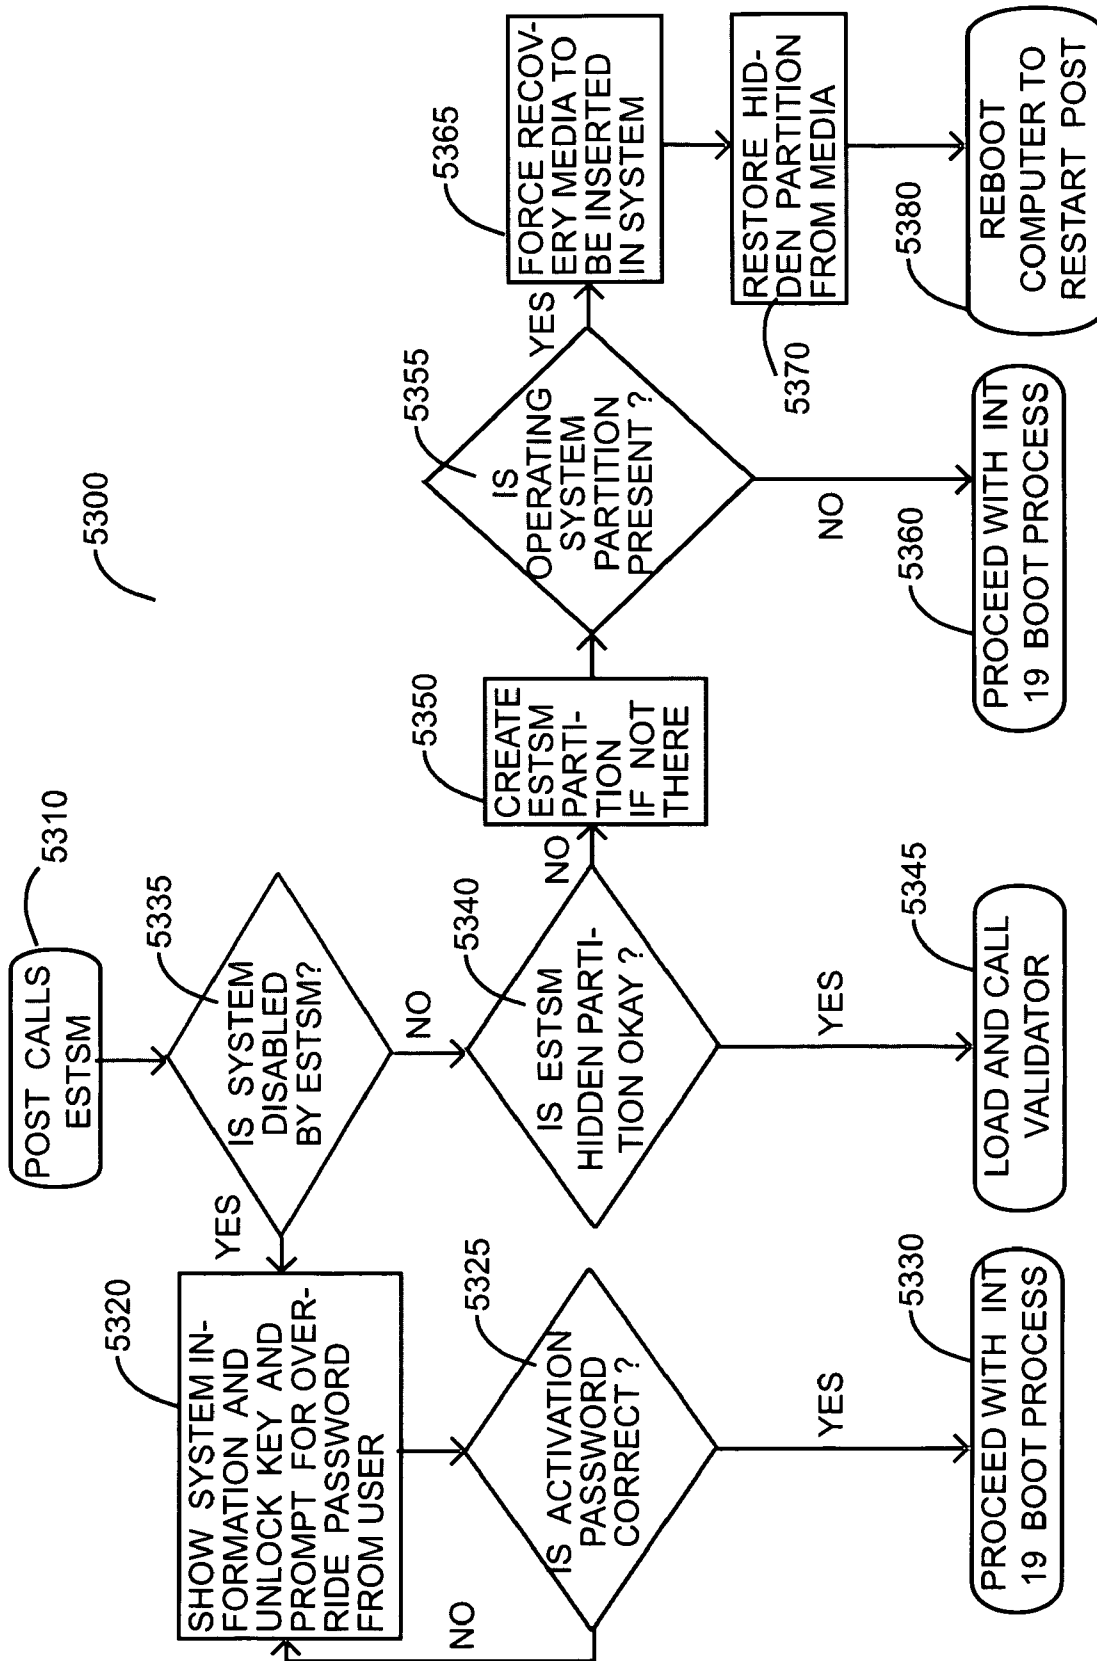 5300
POST CALLS
ESTSM
5310
IS SYSTEM
DISABLED
BY ESTSM?
5335
YES
NO
SHOW SYSTEM IN-
FORMATION AND
UNLOCK KEY AND
PROMPT FOR OVER-
RIDE PASSWORD
FROM USER
5320
IS ACTIVATION
PASSWORD
CORRECT ?
5325
NO
YES
PROCEED WITH INT
19 BOOT PROCESS
5330
IS ESTSM
HIDDEN PARTI-
TION OKAY ?
5340
NO
YES
LOAD AND CALL
VALIDATOR
5345
CREATE
ESTSM
PARTI-
TION
IF NOT
THERE
5350
IS
OPERATING
SYSTEM
PARTITION
PRESENT ?
5355
YES
NO
PROCEED WITH INT
19 BOOT PROCESS
5360
FORCE RECOV-
ERY MEDIA TO
BE INSERTED
IN SYSTEM
5365
RESTORE HID-
DEN PARTITION
FROM MEDIA
5370
REBOOT
COMPUTER TO
RESTART POST
5380